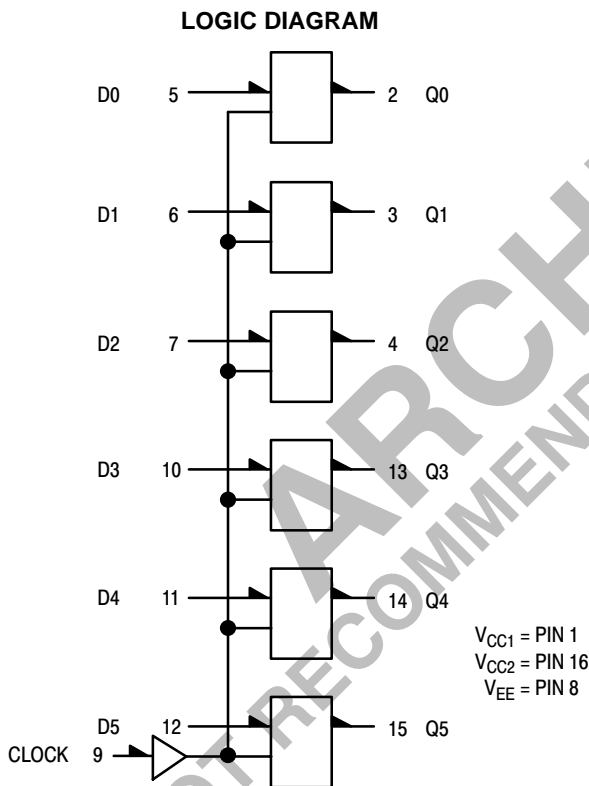 LOGIC DIAGRAM
D0 5 2 Q0
D1 6 3 Q1
D2 7 4 Q2
D3 10 13 Q3
D4 11 14 Q4
VCC1 = PIN 1
VCC2 = PIN 16
VEE = PIN 8
D5 12 15 Q5
CLOCK 9
RECOMMEND